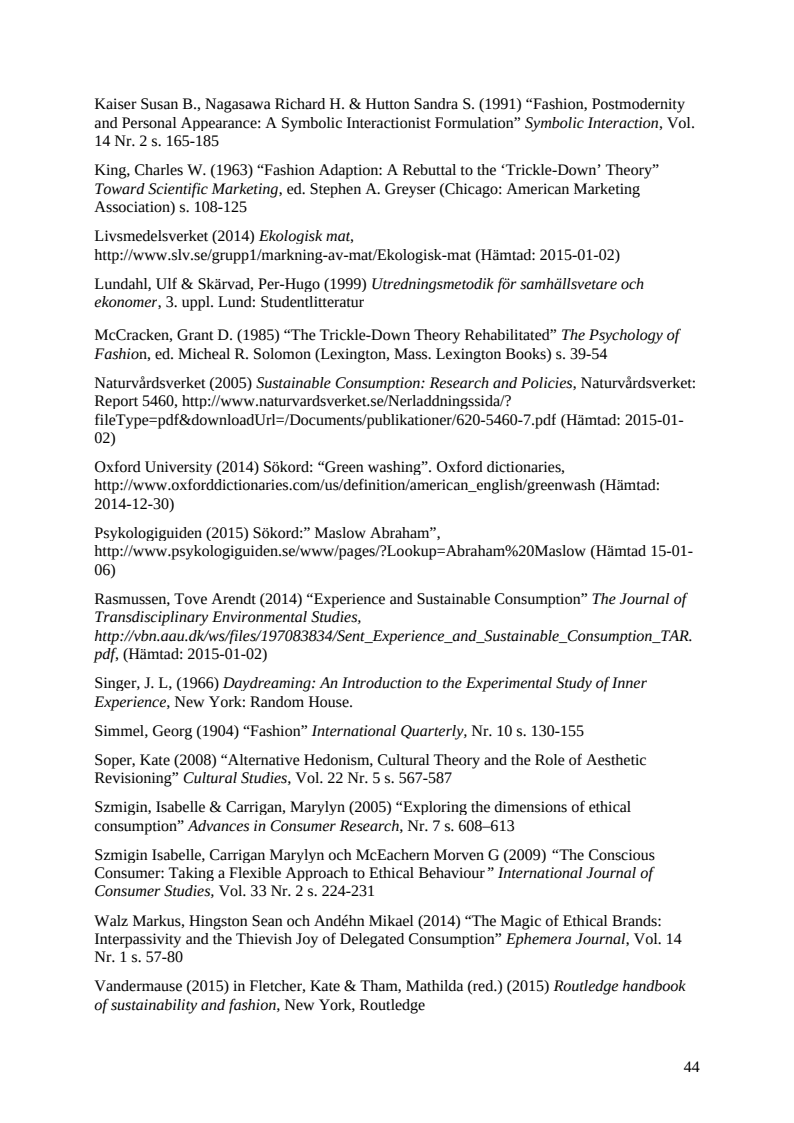 Kaiser Susan B., Nagasawa Richard H. & Hutton Sandra S. (1991) “Fashion, Postmodernity
and Personal Appearance: A Symbolic Interactionist Formulation” Symbolic Interaction, Vol.
14 Nr. 2 s. 165-185
King, Charles W. (1963) “Fashion Adaption: A Rebuttal to the ‘Trickle-Down’ Theory”
Toward Scientific Marketing, ed. Stephen A. Greyser (Chicago: American Marketing
Association) s. 108-125
Livsmedelsverket (2014) Ekologisk mat,
http://www.slv.se/grupp1/markning-av-mat/Ekologisk-mat (Hämtad: 2015-01-02)
Lundahl, Ulf & Skärvad, Per-Hugo (1999) Utredningsmetodik för samhällsvetare och
ekonomer, 3. uppl. Lund: Studentlitteratur
McCracken, Grant D. (1985) “The Trickle-Down Theory Rehabilitated” The Psychology of
Fashion, ed. Micheal R. Solomon (Lexington, Mass. Lexington Books) s. 39-54
Naturvårdsverket (2005) Sustainable Consumption: Research and Policies, Naturvårdsverket:
Report 5460, http://www.naturvardsverket.se/Nerladdningssida/?
fileType=pdf&downloadUrl=/Documents/publikationer/620-5460-7.pdf (Hämtad: 2015-01-
02)
Oxford University (2014) Sökord: “Green washing”. Oxford dictionaries,
http://www.oxforddictionaries.com/us/definition/american_english/greenwash (Hämtad:
2014-12-30)
Psykologiguiden (2015) Sökord:” Maslow Abraham”,
http://www.psykologiguiden.se/www/pages/?Lookup=Abraham%20Maslow (Hämtad 15-01-
06)
Rasmussen, Tove Arendt (2014) “Experience and Sustainable Consumption” The Journal of
Transdisciplinary Environmental Studies,
http://vbn.aau.dk/ws/files/197083834/Sent_Experience_and_Sustainable_Consumption_TAR.
pdf, (Hämtad: 2015-01-02)
Singer, J. L, (1966) Daydreaming: An Introduction to the Experimental Study of Inner
Experience, New York: Random House.
Simmel, Georg (1904) “Fashion” International Quarterly, Nr. 10 s. 130-155
Soper, Kate (2008) “Alternative Hedonism, Cultural Theory and the Role of Aesthetic
Revisioning” Cultural Studies, Vol. 22 Nr. 5 s. 567-587
Szmigin, Isabelle & Carrigan, Marylyn (2005) “Exploring the dimensions of ethical
consumption” Advances in Consumer Research, Nr. 7 s. 608–613
Szmigin Isabelle, Carrigan Marylyn och McEachern Morven G (2009) “The Conscious
Consumer: Taking a Flexible Approach to Ethical Behaviour” International Journal of
Consumer Studies, Vol. 33 Nr. 2 s. 224-231
Walz Markus, Hingston Sean och Andéhn Mikael (2014) “The Magic of Ethical Brands:
Interpassivity and the Thievish Joy of Delegated Consumption” Ephemera Journal, Vol. 14
Nr. 1 s. 57-80
Vandermause (2015) in Fletcher, Kate & Tham, Mathilda (red.) (2015) Routledge handbook
of sustainability and fashion, New York, Routledge
44